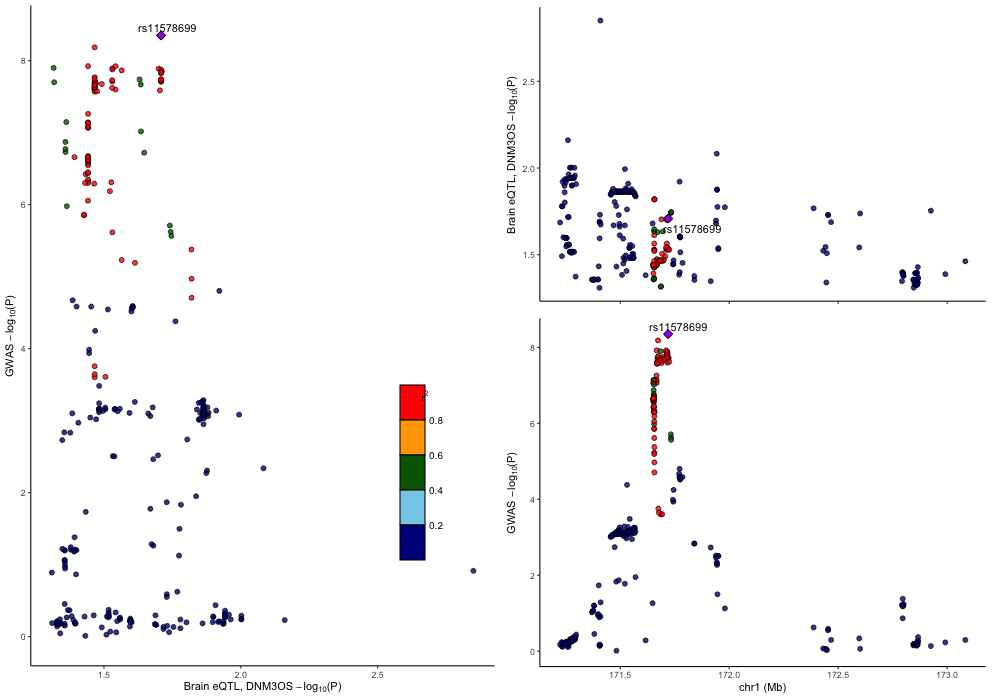 rs11578699
8
6
4
2
0
GWAS −log10(P)
1.5
2.0
2.5
Brain eQTL, DNM3OS −log10(P)
r2
0.8
0.6
0.4
0.2
2.5
2.0
1.5
Brain eQTL, DNM3OS −log10(P)
rs11578699
rs11578699
8
6
4
2
0
GWAS −log10(P)
171.5
172.0
172.5
173.0
chr1 (Mb)